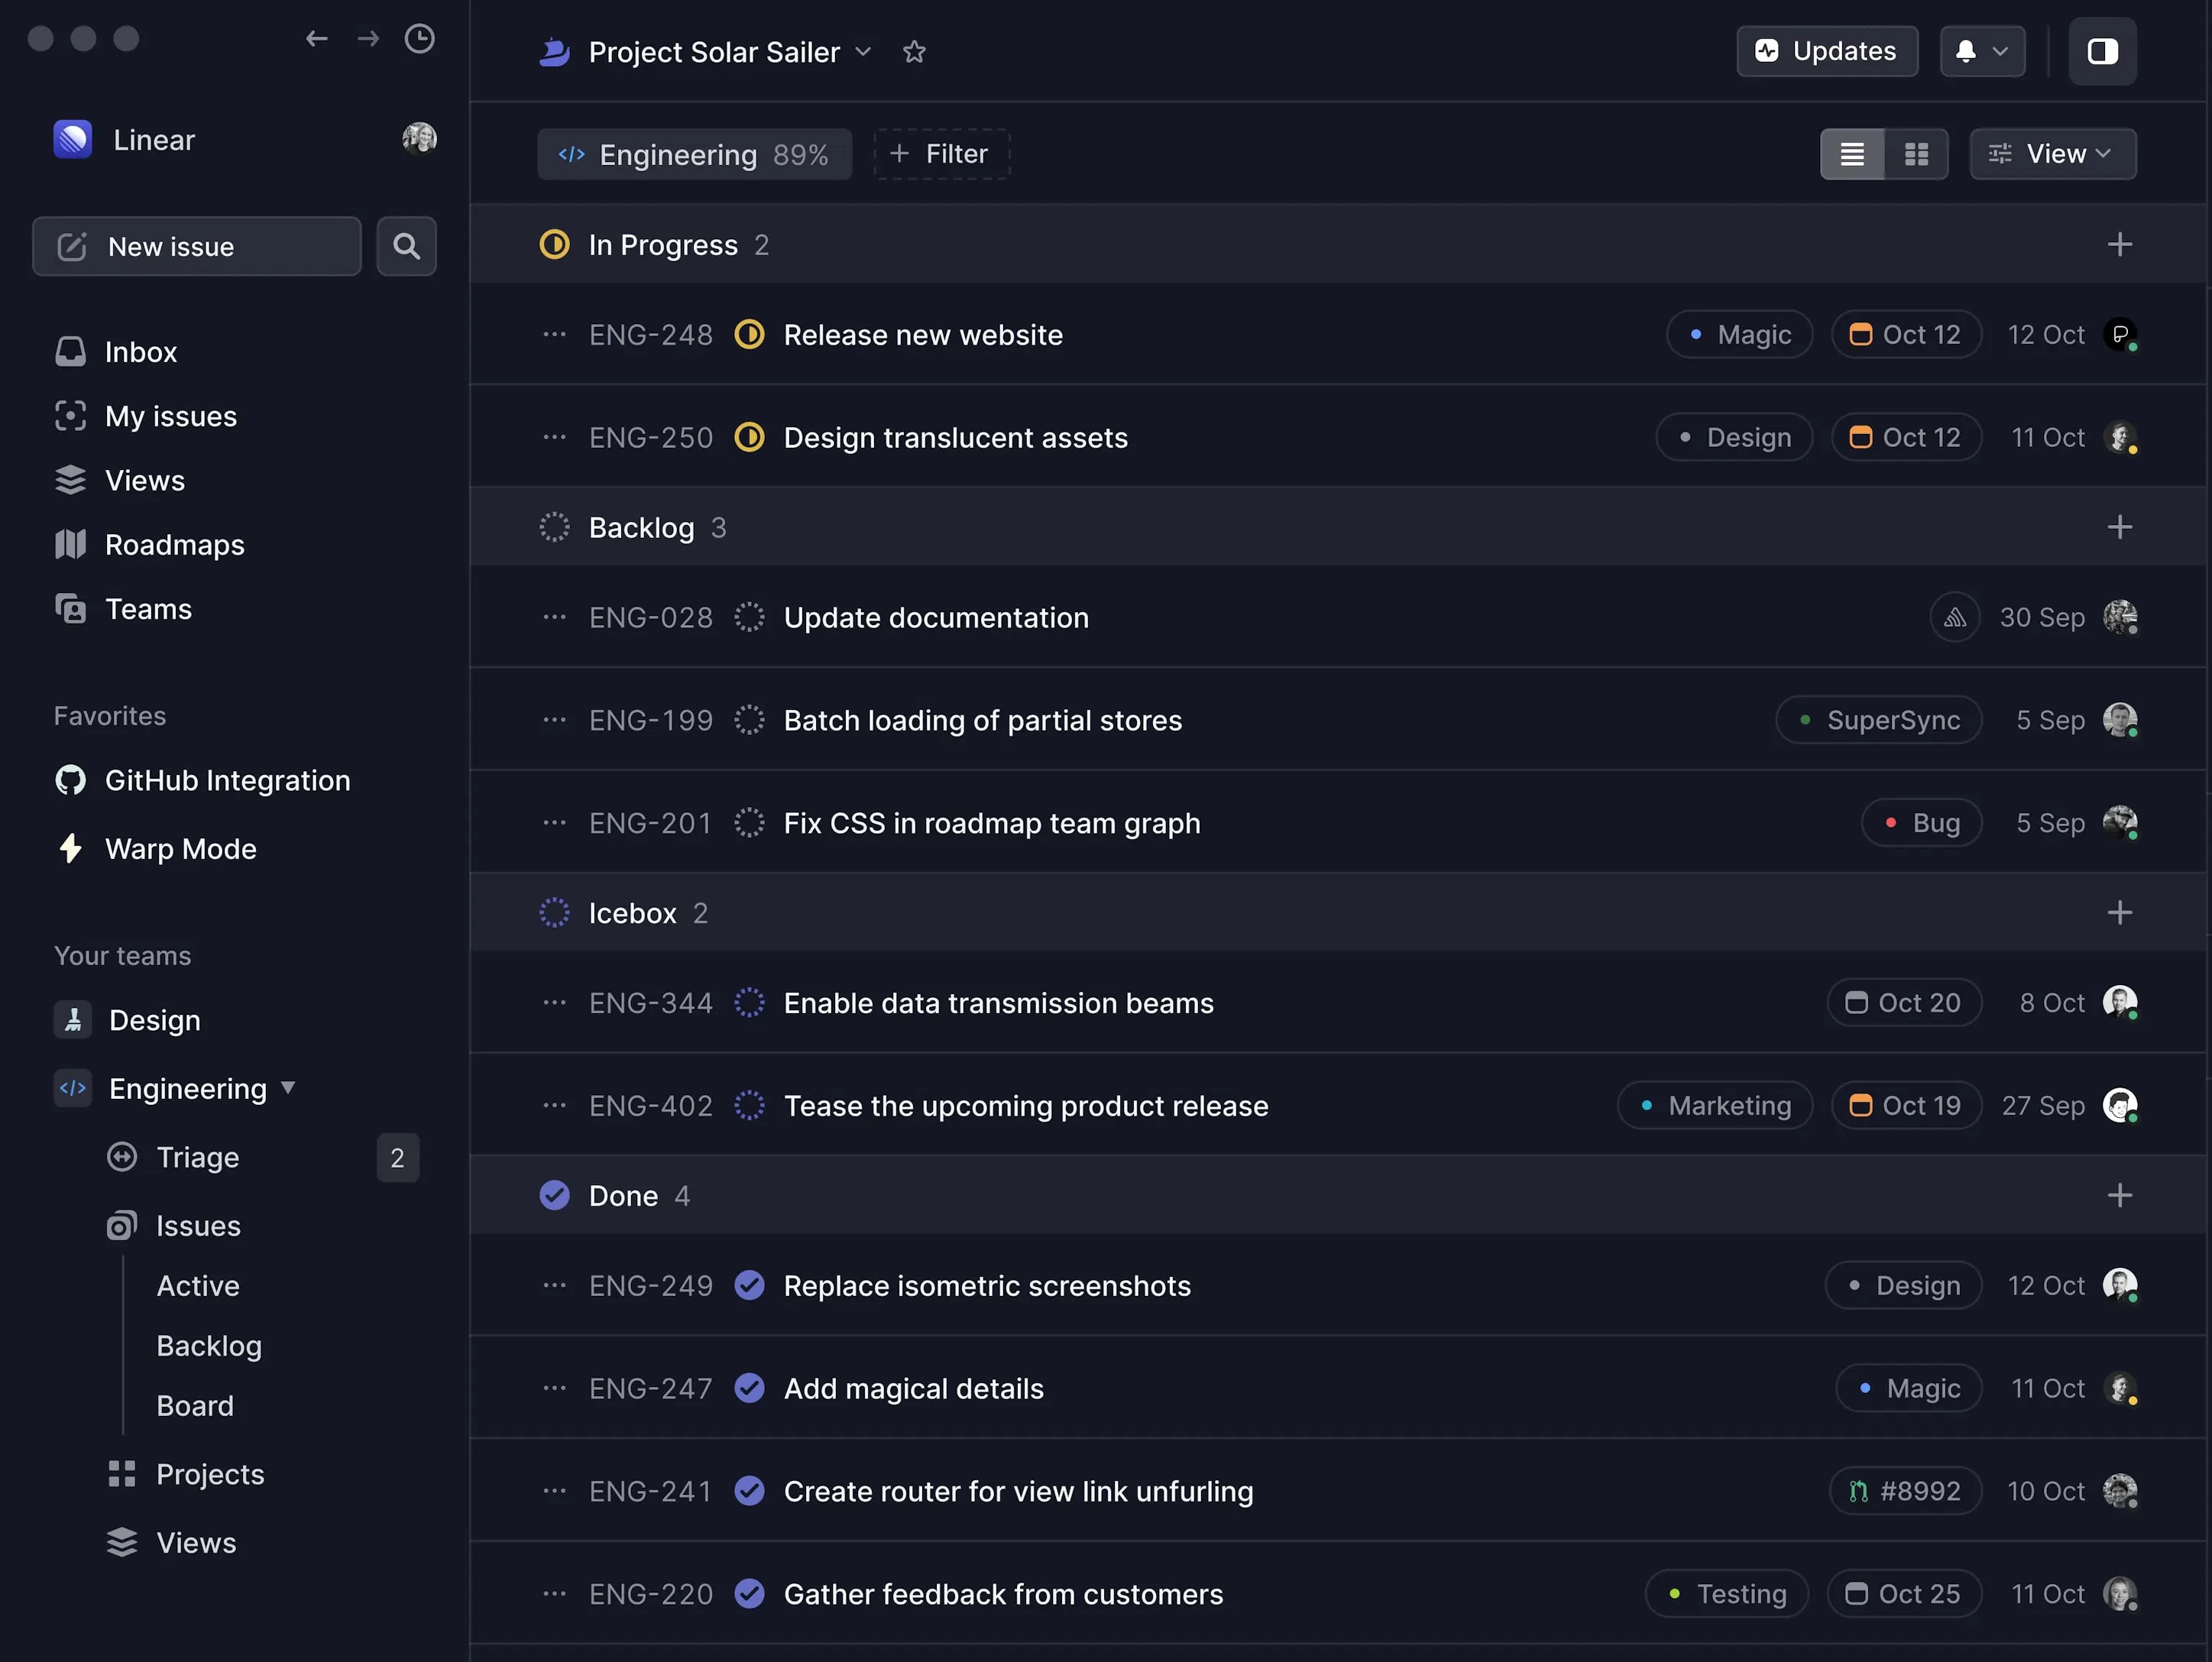 Linear
New issue
Inbox
My issues
Views
Roadmaps
Teams
Favorites
GitHub Integration
Warp Mode
Your teams
Design
Engineering
Triage 2
Issues
Active
Backlog
Board
Projects
Views
Project Solar Sailer
Updates
Engineering 89%
Filter
View
In Progress 2
ENG-248 Release new website Magic Oct 12 12 Oct
ENG-250 Design translucent assets Design Oct 12 11 Oct
Backlog 3
ENG-028 Update documentation 30 Sep
ENG-199 Batch loading of partial stores SuperSync 5 Sep
ENG-201 Fix CSS in roadmap team graph Bug 5 Sep
Icebox 2
ENG-344 Enable data transmission beams Oct 20 8 Oct
ENG-402 Tease the upcoming product release Marketing Oct 19 27 Sep
Done 4
ENG-249 Replace isometric screenshots Design 12 Oct
ENG-247 Add magical details Magic 11 Oct
ENG-241 Create router for view link unfurling #8992 10 Oct
ENG-220 Gather feedback from customers Testing Oct 25 11 Oct